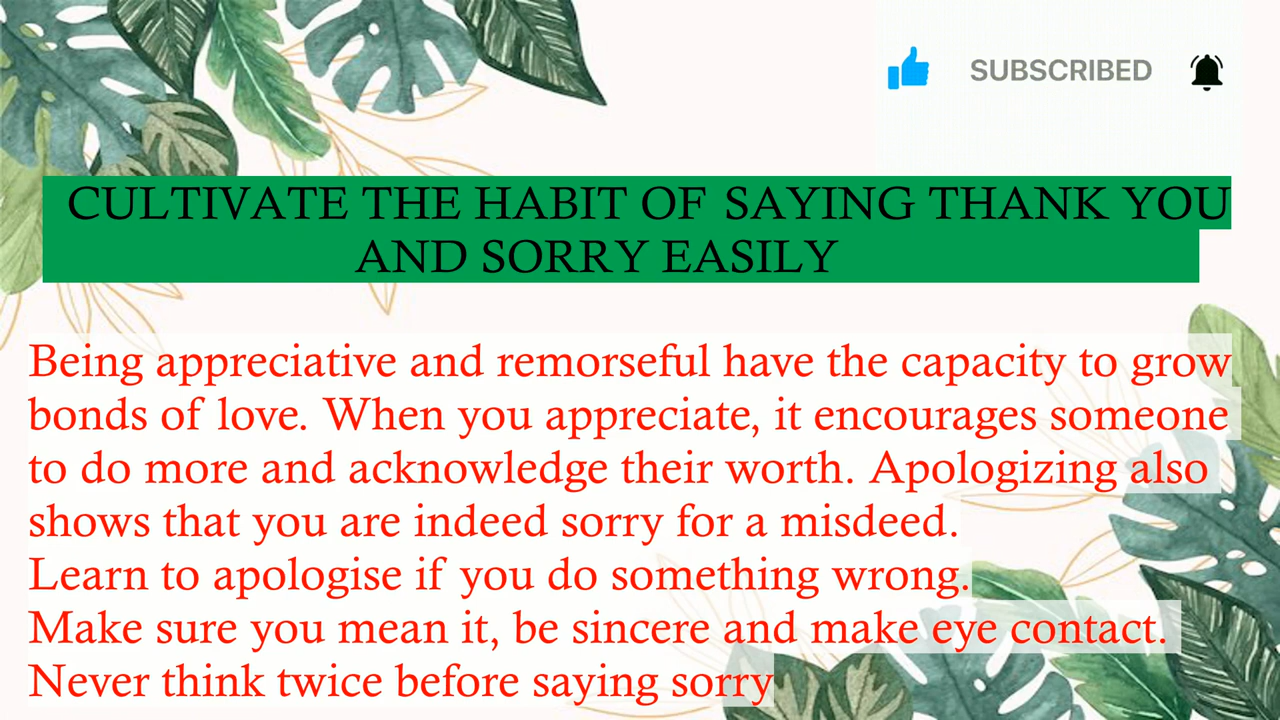 SUBSCRIBED
CULTIVATE THE HABIT OF SAYING THANK YOU
AND SORRY EASILY
Being appreciative and remorseful have the capacity to grow
bonds of love. When you appreciate, it encourages someone
to do more and acknowledge their worth. Apologizing also
shows that you are indeed sorry for a misdeed.
Learn to apologise if you do something wrong.
Make sure you mean it, be sincere and make eye contact.
Never think twice before saying sorry